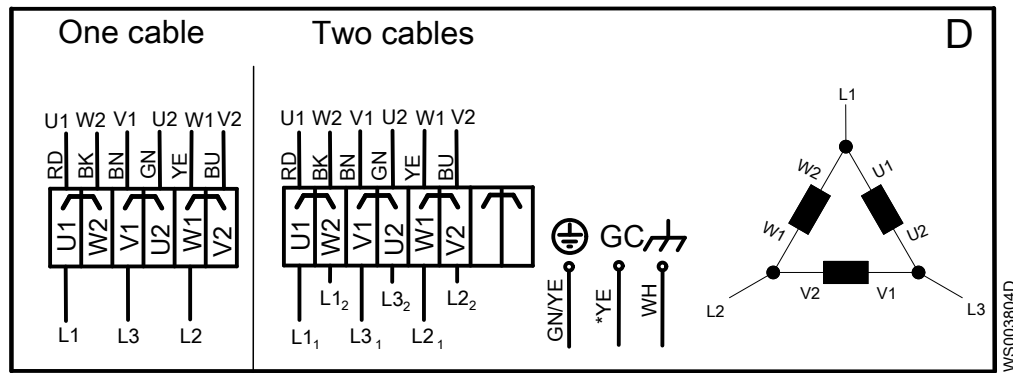 One cable
Two cables
D
U1 W2 V1 U2 W1 V2
RD BK BN GN YE BU
U1 W2 V1 U2 W1 V2
L1 L3 L2
U1 W2 V1 U2 W1 V2
RD BK BN GN YE BU
U1 W2 V1 U2 W1 V2
L1₂ L3₂ L2₂
L1₁ L3₁ L2₁
GC
GN/YE *YE WH
L1
W2 U1
W1 U2
V2 V1
L2 L3
WS003804D